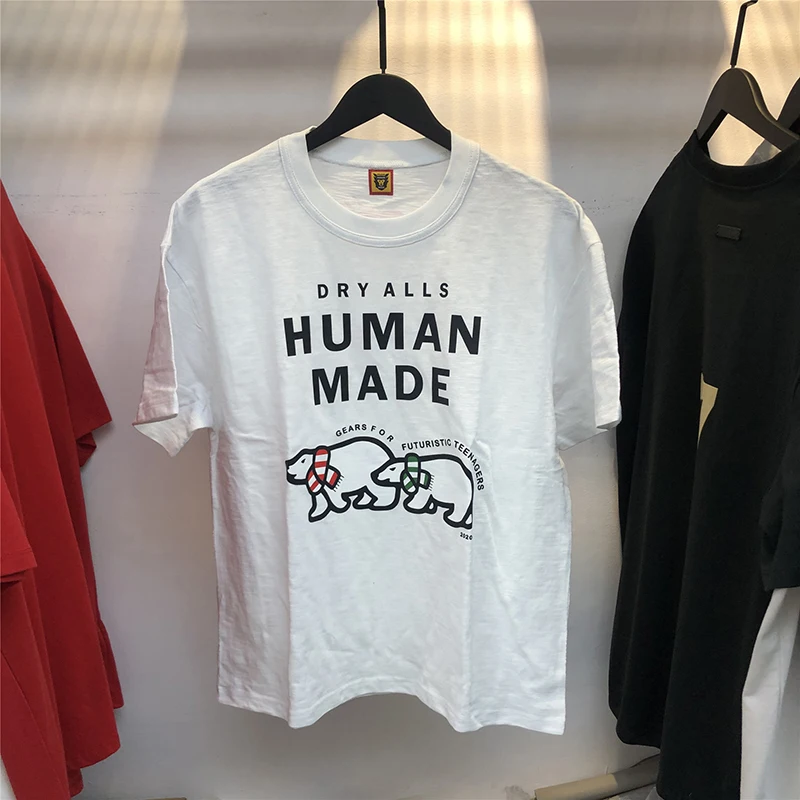 DRY ALLS
HUMAN
MADE
GEARS FOR FUTURISTIC TEENAGERS
2020